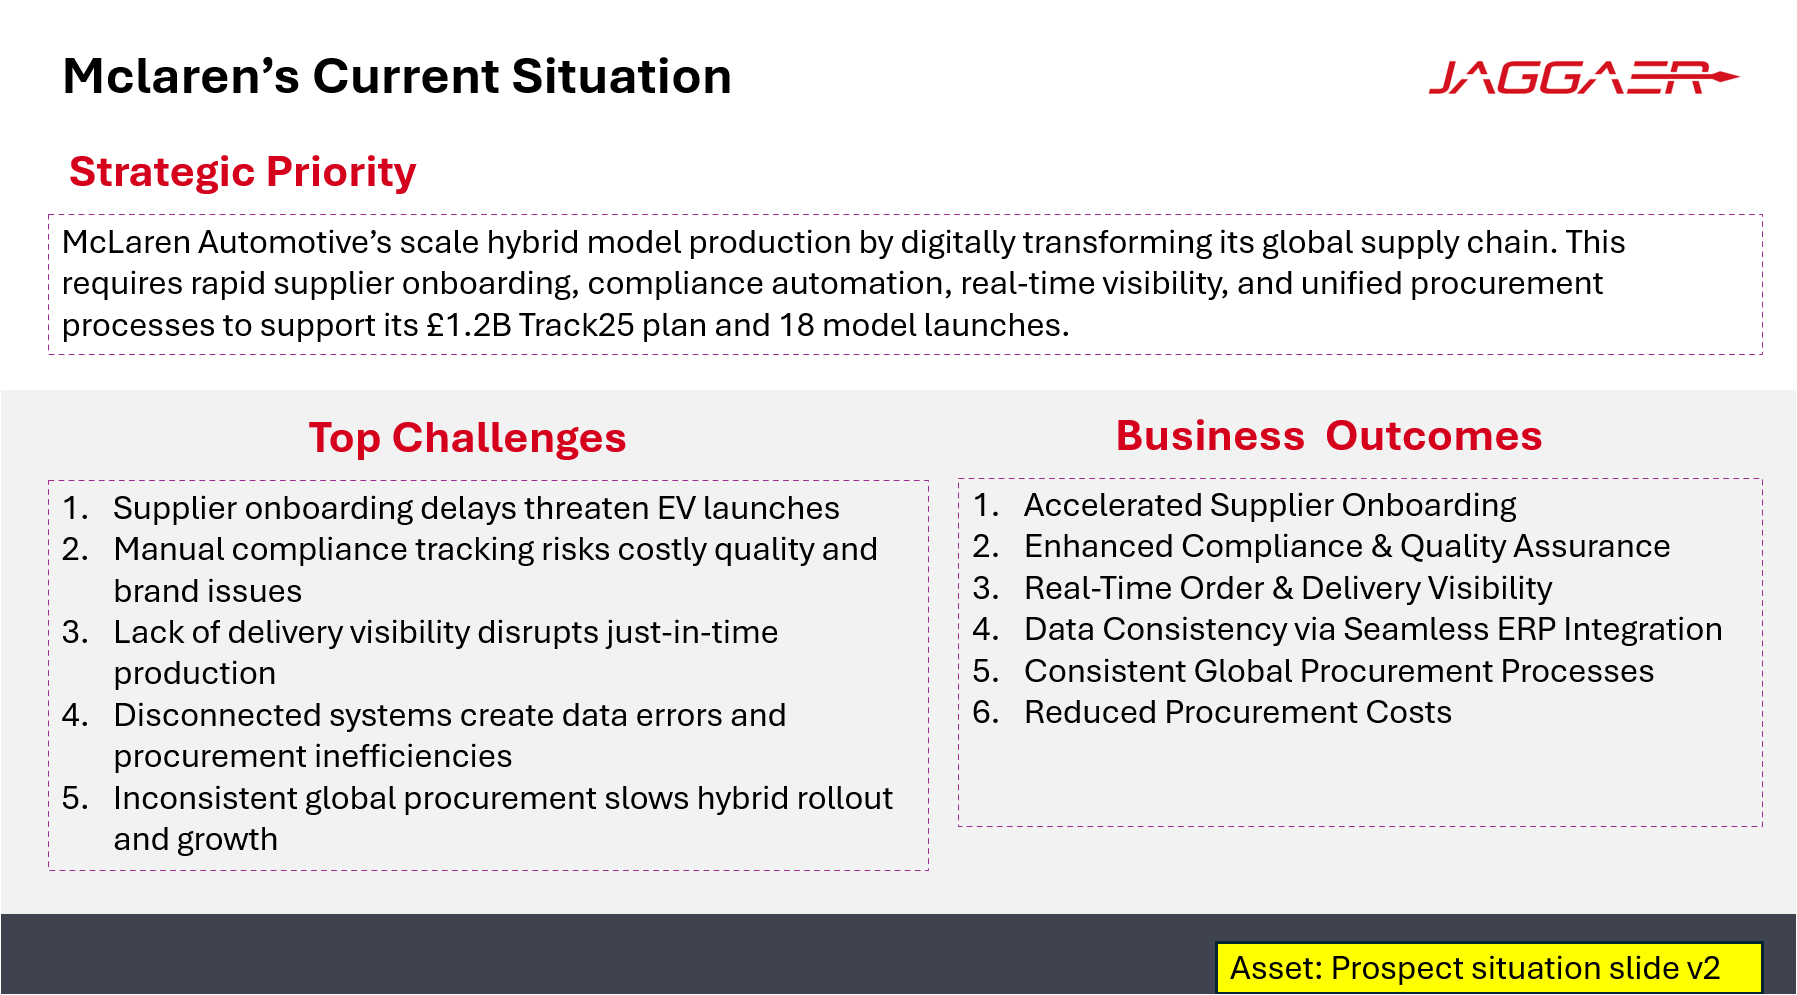 Mclaren’s Current Situation
JAGGAER
Strategic Priority
McLaren Automotive’s scale hybrid model production by digitally transforming its global supply chain. This
requires rapid supplier onboarding, compliance automation, real-time visibility, and unified procurement
processes to support its £1.2B Track25 plan and 18 model launches.
Top Challenges
1. Supplier onboarding delays threaten EV launches
2. Manual compliance tracking risks costly quality and
brand issues
3. Lack of delivery visibility disrupts just-in-time
production
4. Disconnected systems create data errors and
procurement inefficiencies
5. Inconsistent global procurement slows hybrid rollout
and growth
Business  Outcomes
1. Accelerated Supplier Onboarding
2. Enhanced Compliance & Quality Assurance
3. Real-Time Order & Delivery Visibility
4. Data Consistency via Seamless ERP Integration
5. Consistent Global Procurement Processes
6. Reduced Procurement Costs
Asset: Prospect situation slide v2